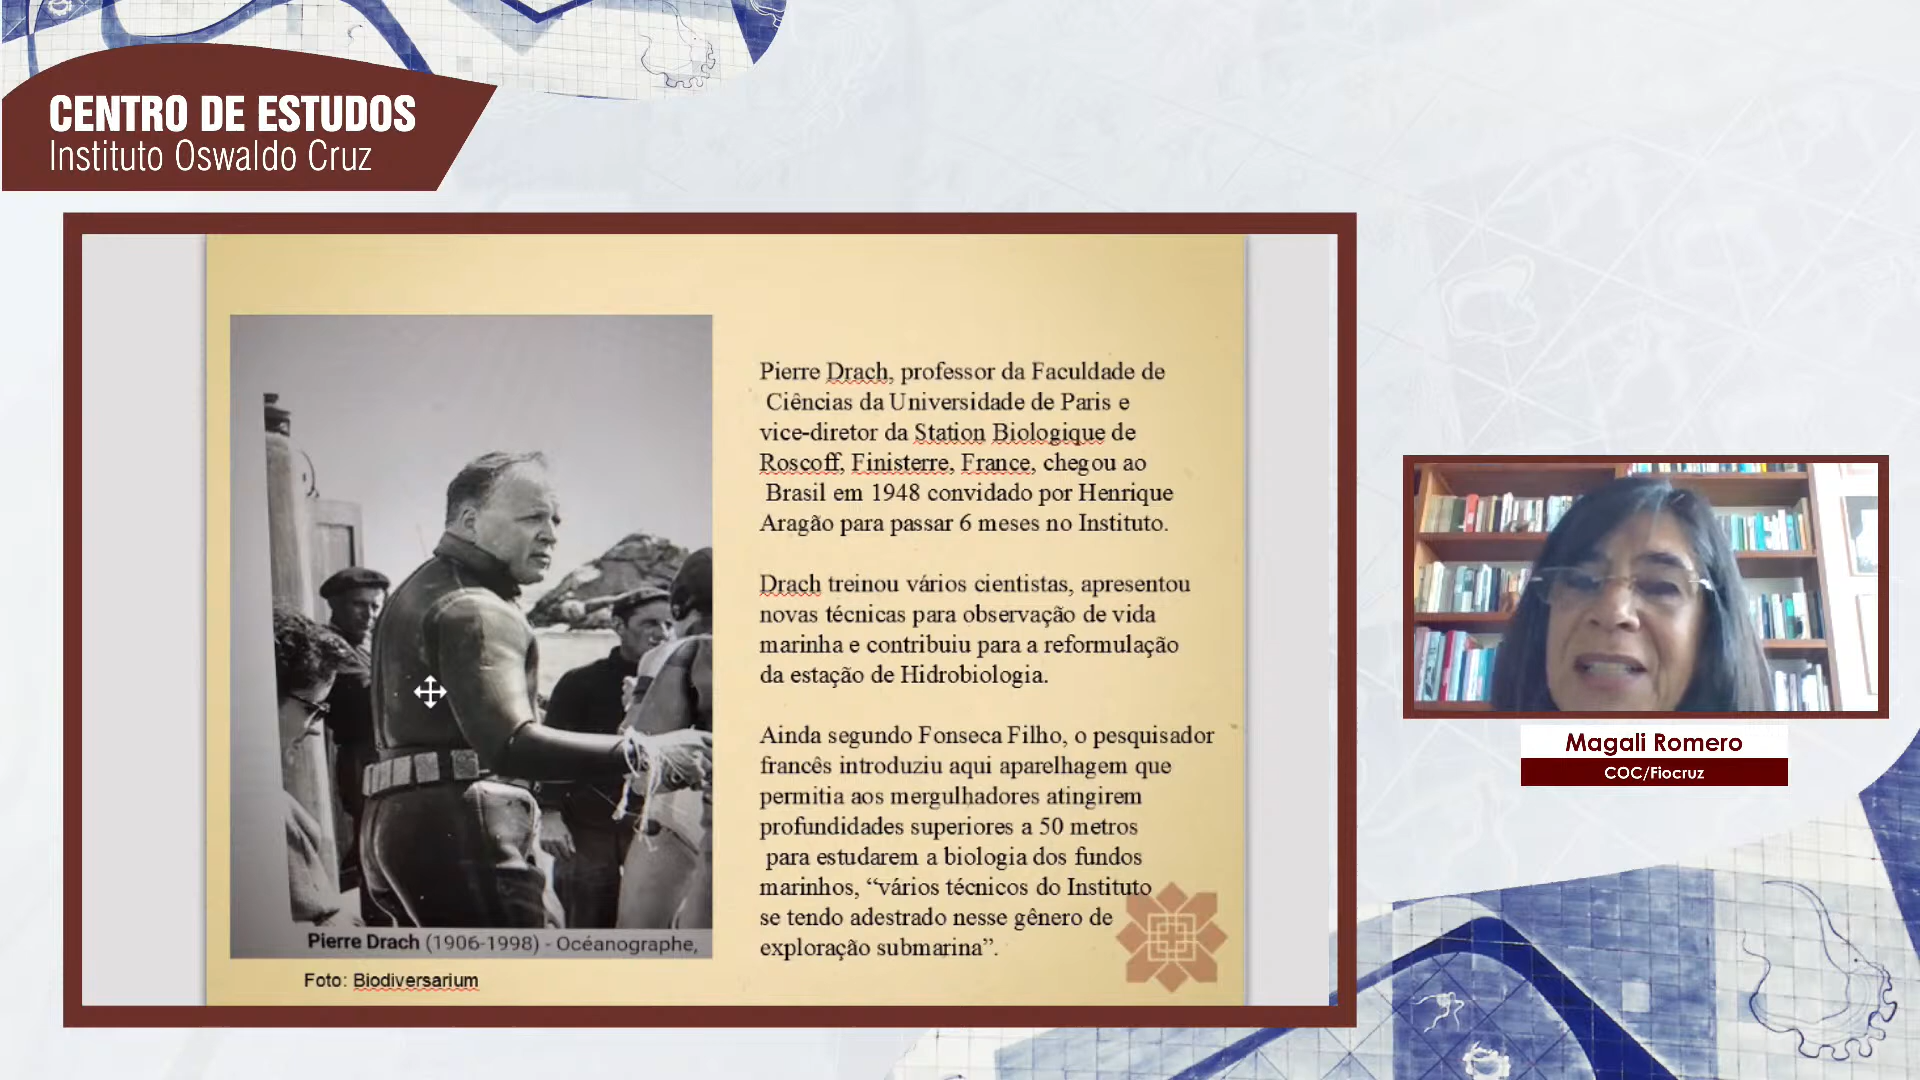 CENTRO DE ESTUDOS
Instituto Oswaldo Cruz
Pierre Drach, professor da Faculdade de
Ciências da Universidade de Paris e
vice-diretor da Station Biologique de
Roscoff, Finisterre, France, chegou ao
Brasil em 1948 convidado por Henrique
Aragão para passar 6 meses no Instituto.
Drach treinou vários cientistas, apresentou
novas técnicas para observação de vida
marinha e contribuiu para a reformulação
da estação de Hidrobiologia.
Ainda segundo Fonseca Filho, o pesquisador
francês introduziu aqui aparelhagem que
permitia aos mergulhadores atingirem
profundidades superiores a 50 metros
para estudarem a biologia dos fundos
marinhos, “vários técnicos do Instituto
se tendo adestrado nesse gênero de
exploração submarina”.
Pierre Drach (1906-1998) - Océanographe,
Foto: Biodiversarium
Magali Romero
COC/Fiocruz